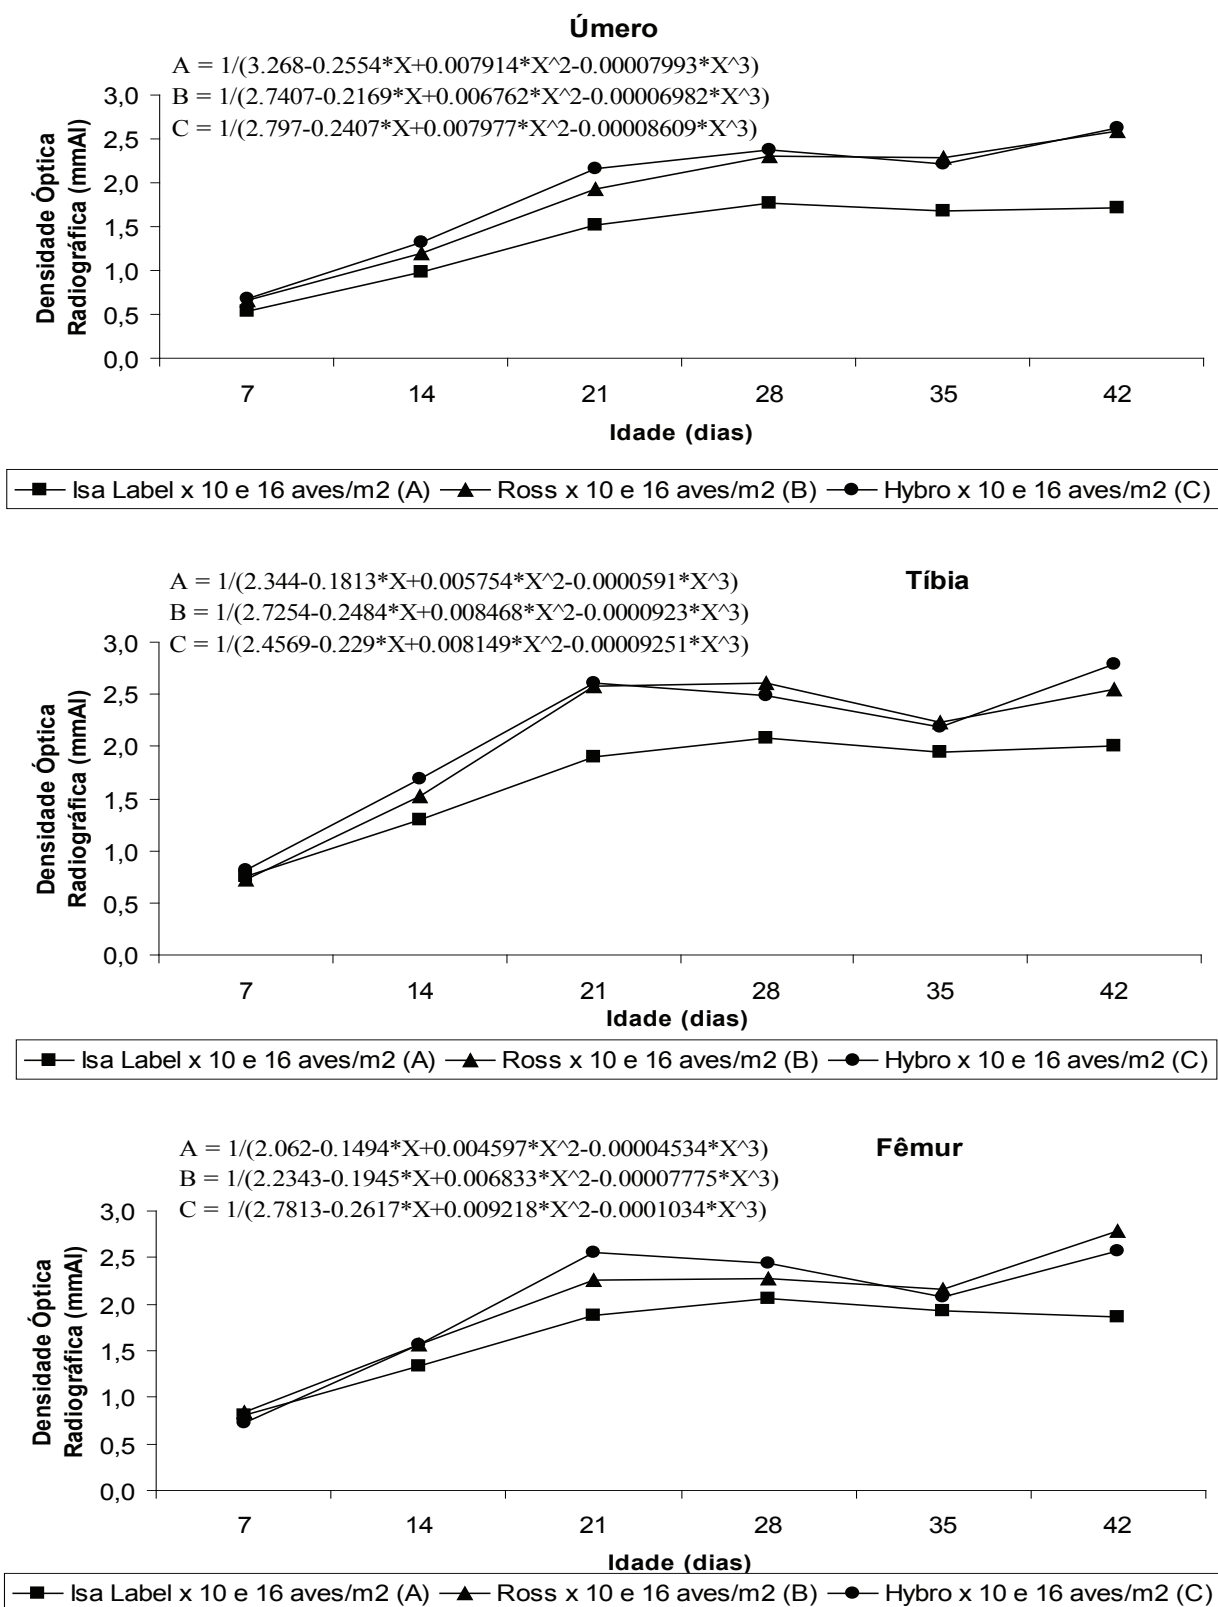 Úmero
A = 1/(3.268-0.2554*X+0.007914*X^2-0.00007993*X^3)
B = 1/(2.7407-0.2169*X+0.006762*X^2-0.00006982*X^3)
C = 1/(2.797-0.2407*X+0.007977*X^2-0.00008609*X^3)
Densidade Óptica
Radiográfica (mmAl)
3,0
2,5
2,0
1,5
1,0
0,5
0,0
7 14 21 28 35 42
Idade (dias)
Isa Label x 10 e 16 aves/m2 (A) Ross x 10 e 16 aves/m2 (B) Hybro x 10 e 16 aves/m2 (C)
Tíbia
A = 1/(2.344-0.1813*X+0.005754*X^2-0.0000591*X^3)
B = 1/(2.7254-0.2484*X+0.008468*X^2-0.0000923*X^3)
C = 1/(2.4569-0.229*X+0.008149*X^2-0.00009251*X^3)
Densidade Óptica
Radiográfica (mmAl)
3,0
2,5
2,0
1,5
1,0
0,5
0,0
7 14 21 28 35 42
Idade (dias)
Isa Label x 10 e 16 aves/m2 (A) Ross x 10 e 16 aves/m2 (B) Hybro x 10 e 16 aves/m2 (C)
Fêmur
A = 1/(2.062-0.1494*X+0.004597*X^2-0.00004534*X^3)
B = 1/(2.2343-0.1945*X+0.006833*X^2-0.00007775*X^3)
C = 1/(2.7813-0.2617*X+0.009218*X^2-0.0001034*X^3)
Densidade Óptica
Radiográfica (mmAl)
3,0
2,5
2,0
1,5
1,0
0,5
0,0
7 14 21 28 35 42
Idade (dias)
Isa Label x 10 e 16 aves/m2 (A) Ross x 10 e 16 aves/m2 (B) Hybro x 10 e 16 aves/m2 (C)